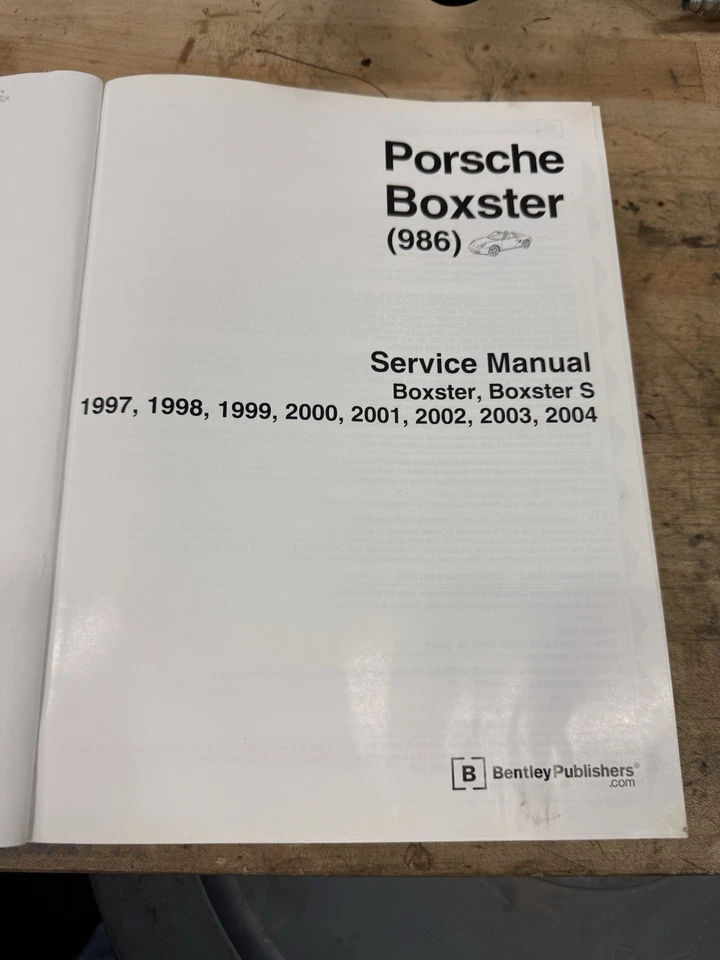 Porsche
Boxster
(986)
Service Manual
Boxster, Boxster S
1997, 1998, 1999, 2000, 2001, 2002, 2003, 2004
[B] BentleyPublishers®
.com